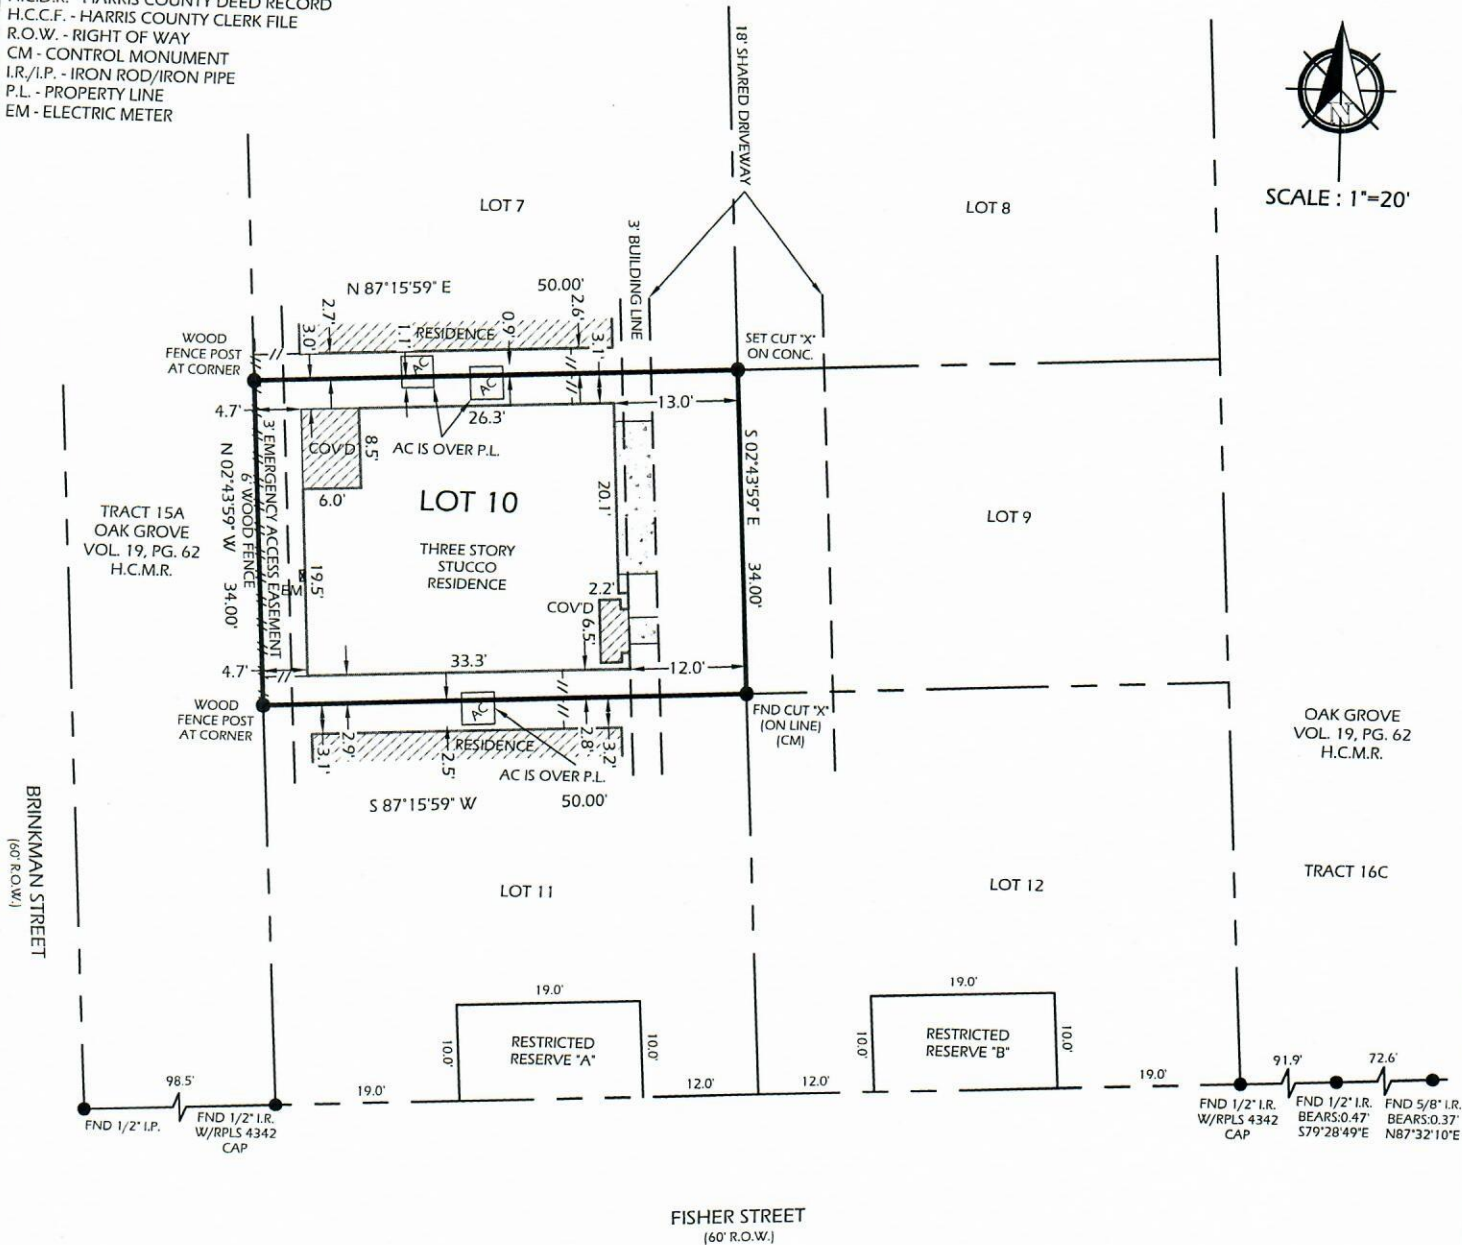 H.C.C.F. - HARRIS COUNTY CLERK FILE
R.O.W. - RIGHT OF WAY
CM - CONTROL MONUMENT
I.R./I.P. - IRON ROD/IRON PIPE
P.L. - PROPERTY LINE
EM - ELECTRIC METER
N
SCALE : 1"=20'
18' SHARED DRIVEWAY
LOT 7
LOT 8
3' BUILDING LINE
N 87°15'59" E
50.00'
2.7'
3.0'
1.1'
RESIDENCE
0.9'
2.6'
3.1'
WOOD
FENCE POST
AT CORNER
SET CUT "X"
ON CONC.
AC
AC
4.7'
26.3'
13.0'
COV'D
8.5'
AC IS OVER P.L.
6.0'
LOT 10
20.1'
S 02°43'59" E
34.00'
LOT 9
TRACT 15A
OAK GROVE
VOL. 19, PG. 62
H.C.M.R.
N 02°43'59" W
34.00'
6' WOOD FENCE
3' EMERGENCY ACCESS EASEMENT
THREE STORY
STUCCO
RESIDENCE
EM
19.5'
2.2'
COV'D
6.5'
4.7'
33.3'
12.0'
WOOD
FENCE POST
AT CORNER
AC
FND CUT "X"
(ON LINE)
(CM)
3.1'
2.9'
2.5'
RESIDENCE
2.8'
3.2'
AC IS OVER P.L.
S 87°15'59" W
50.00'
OAK GROVE
VOL. 19, PG. 62
H.C.M.R.
BRINKMAN STREET
(60' R.O.W.)
LOT 11
LOT 12
TRACT 16C
19.0'
10.0'
RESTRICTED
RESERVE "A"
10.0'
19.0'
10.0'
RESTRICTED
RESERVE "B"
10.0'
98.5'
19.0'
12.0'
12.0'
19.0'
91.9'
72.6'
FND 1/2" I.P.
FND 1/2" I.R.
W/RPLS 4342
CAP
FND 1/2" I.R.
W/RPLS 4342
CAP
FND 1/2" I.R.
BEARS:0.47'
S79°28'49"E
FND 5/8" I.R.
BEARS:0.37'
N87°32'10"E
FISHER STREET
(60' R.O.W.)